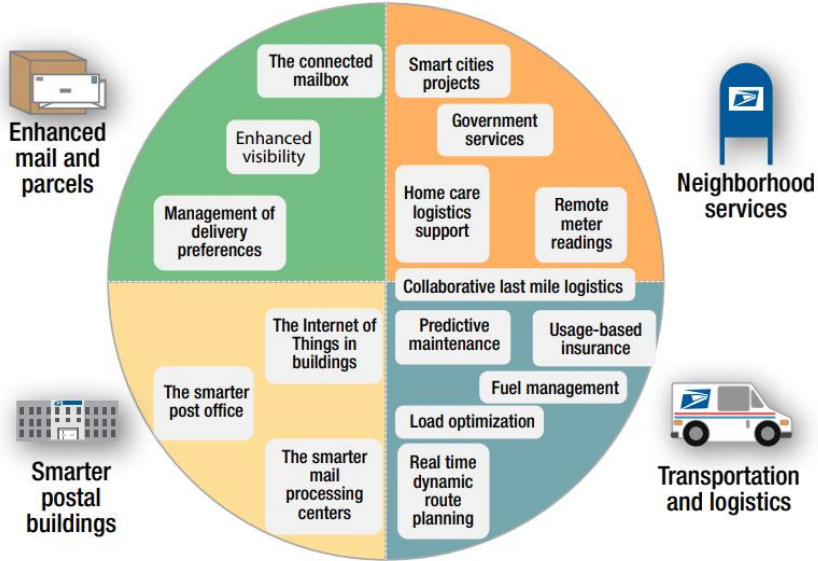 Enhanced
mail and
parcels
The connected
mailbox
Enhanced
visibility
Management of
delivery
preferences
Smart cities
projects
Government
services
Home care
logistics
support
Remote
meter
readings
Neighborhood
services
Collaborative last mile logistics
The Internet of
Things in
buildings
The smarter
post office
The smarter
mail
processing
centers
Smarter
postal
buildings
Predictive
maintenance
Usage-based
insurance
Fuel management
Load optimization
Real time
dynamic
route
planning
Transportation
and logistics